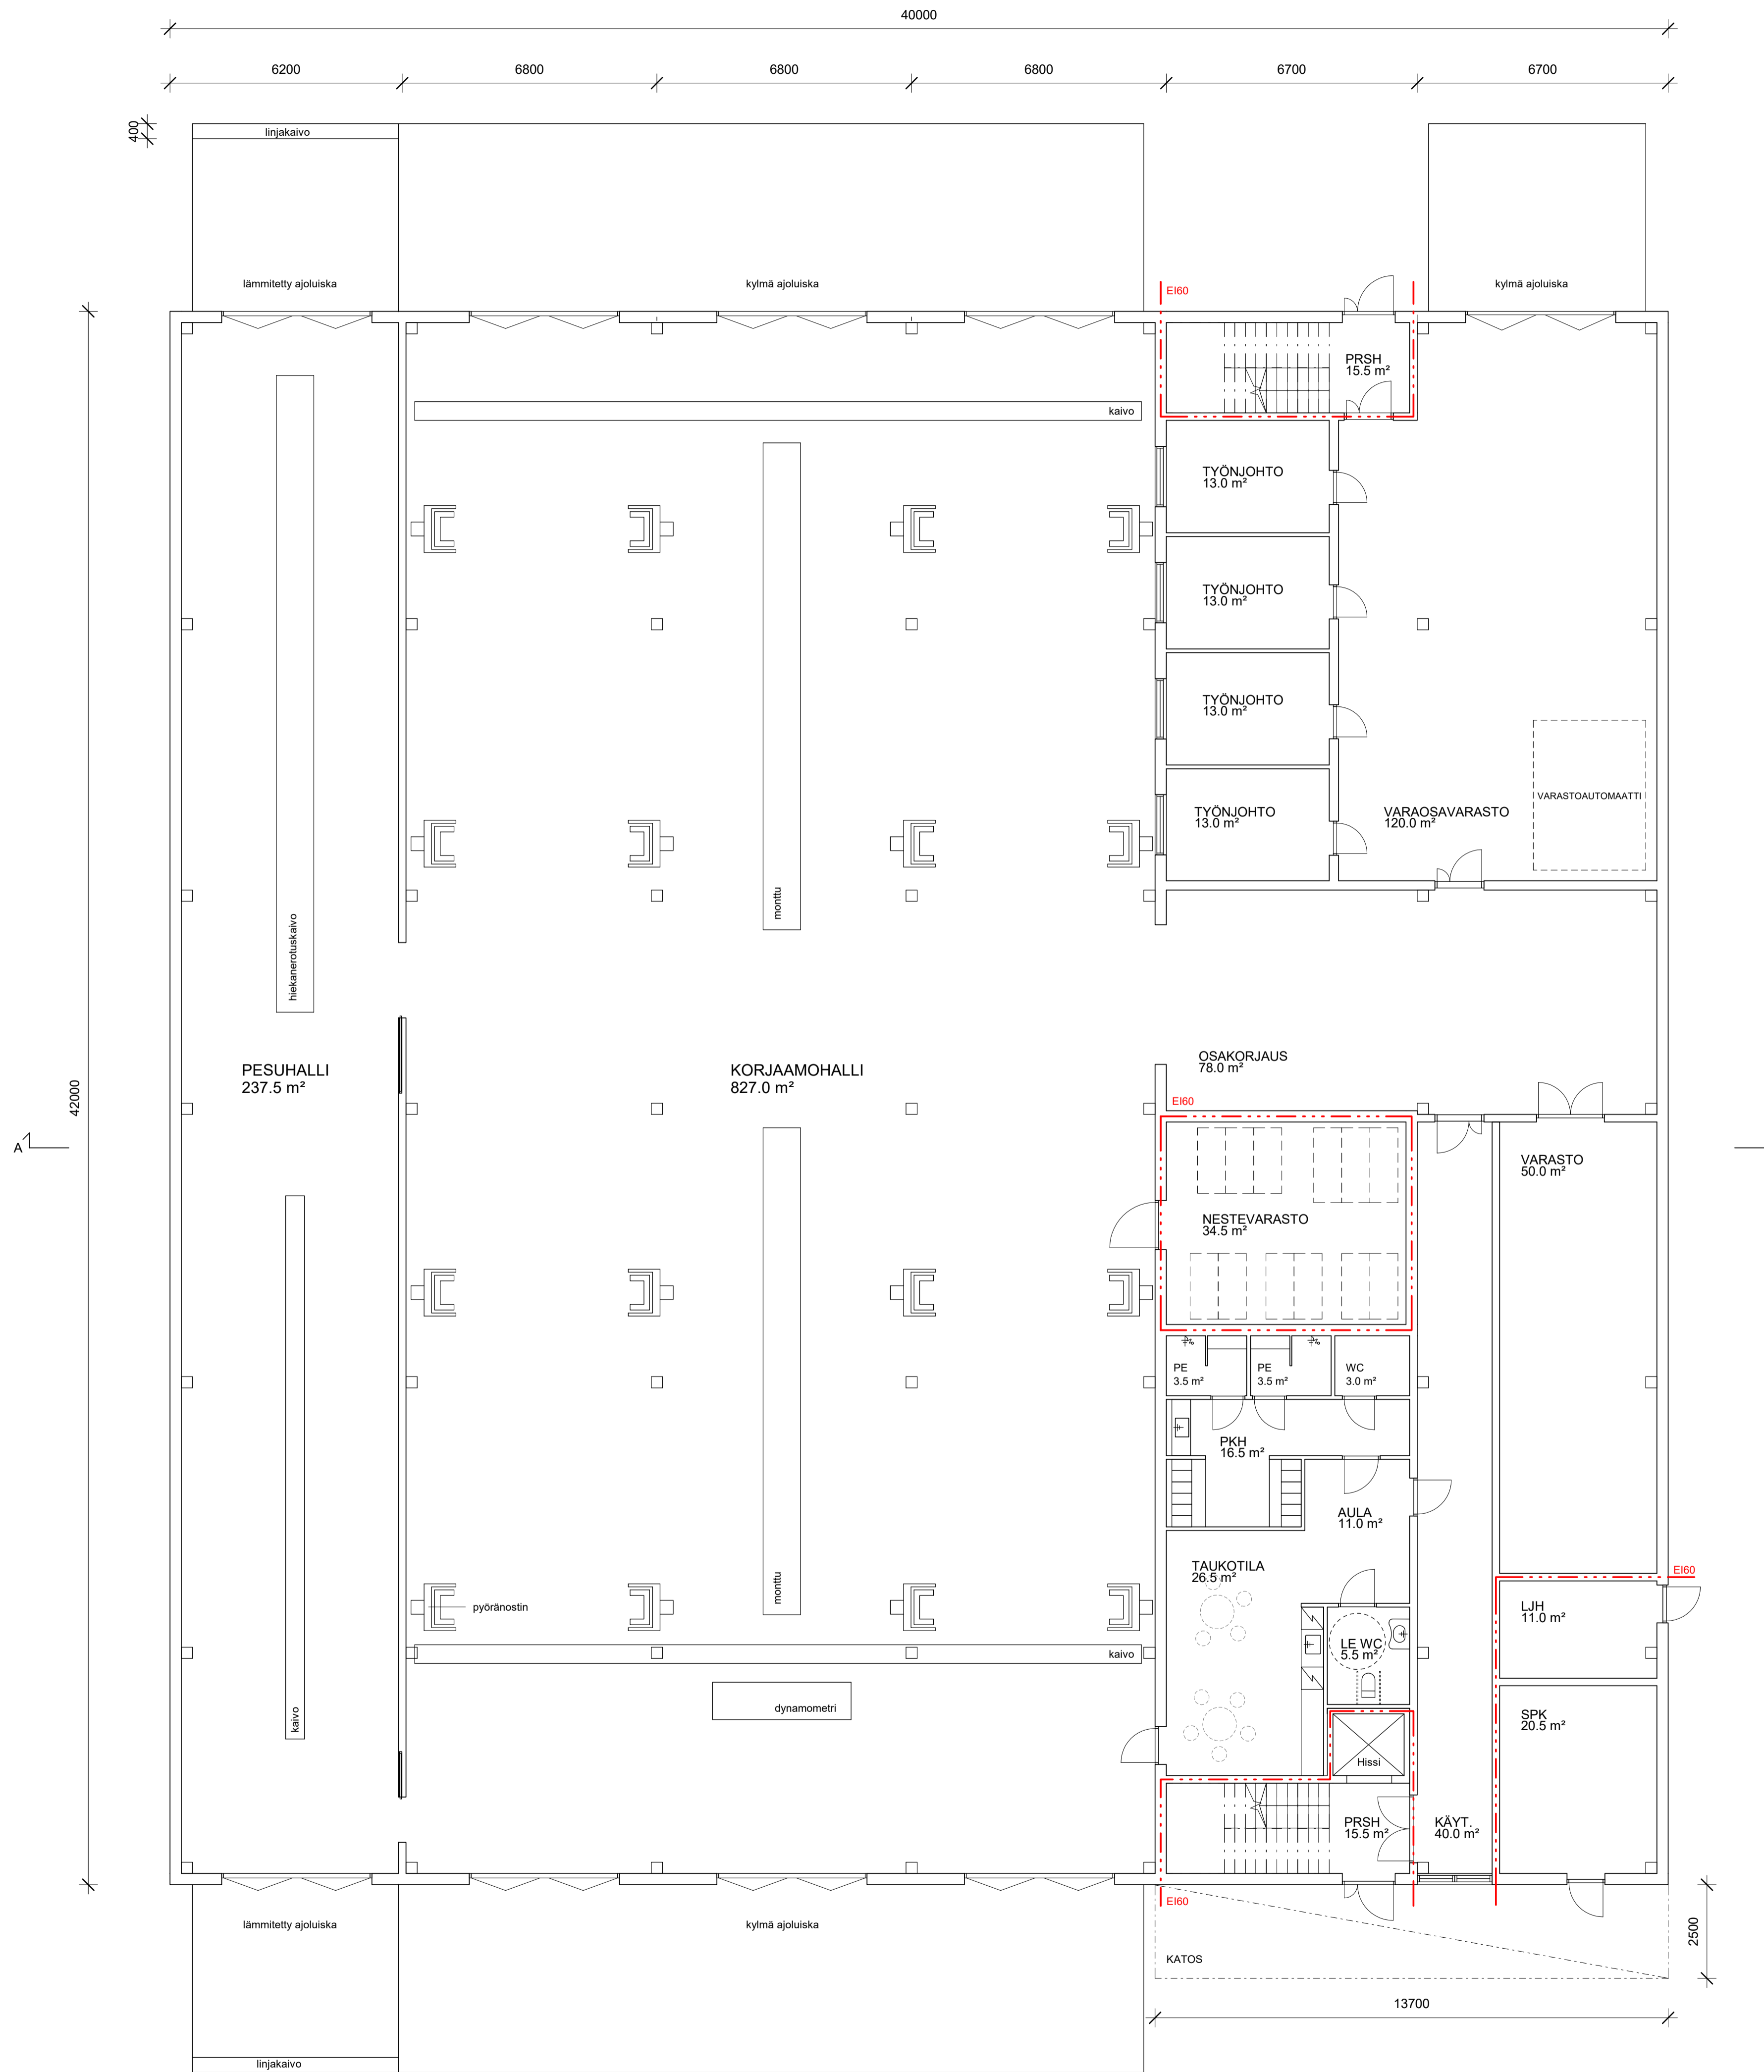 40000
6200
6800
6800
6800
6700
6700
400
linjakaivo
lämmitetty ajoluiska
kylmä ajoluiska
kylmä ajoluiska
EI60
PRSH
15.5 m²
kaivo
TYÖNJOHTO
13.0 m²
TYÖNJOHTO
13.0 m²
TYÖNJOHTO
13.0 m²
TYÖNJOHTO
13.0 m²
VARAOSAVARASTO
120.0 m²
VARASTOAUTOMAATTI
monttu
hiekanerotuskaivo
PESUHALLI
237.5 m²
KORJAAMOHALLI
827.0 m²
OSAKORJAUS
78.0 m²
42000
A
EI60
VARASTO
50.0 m²
NESTEVARASTO
34.5 m²
PE
3.5 m²
PE
3.5 m²
WC
3.0 m²
PKH
16.5 m²
AULA
11.0 m²
TAUKOTILA
26.5 m²
EI60
LJH
11.0 m²
monttu
pyöränostin
LE WC
5.5 m²
kaivo
kaivo
dynamometri
SPK
20.5 m²
Hissi
PRSH
15.5 m²
KÄYT.
40.0 m²
EI60
lämmitetty ajoluiska
kylmä ajoluiska
KATOS
2500
13700
linjakaivo